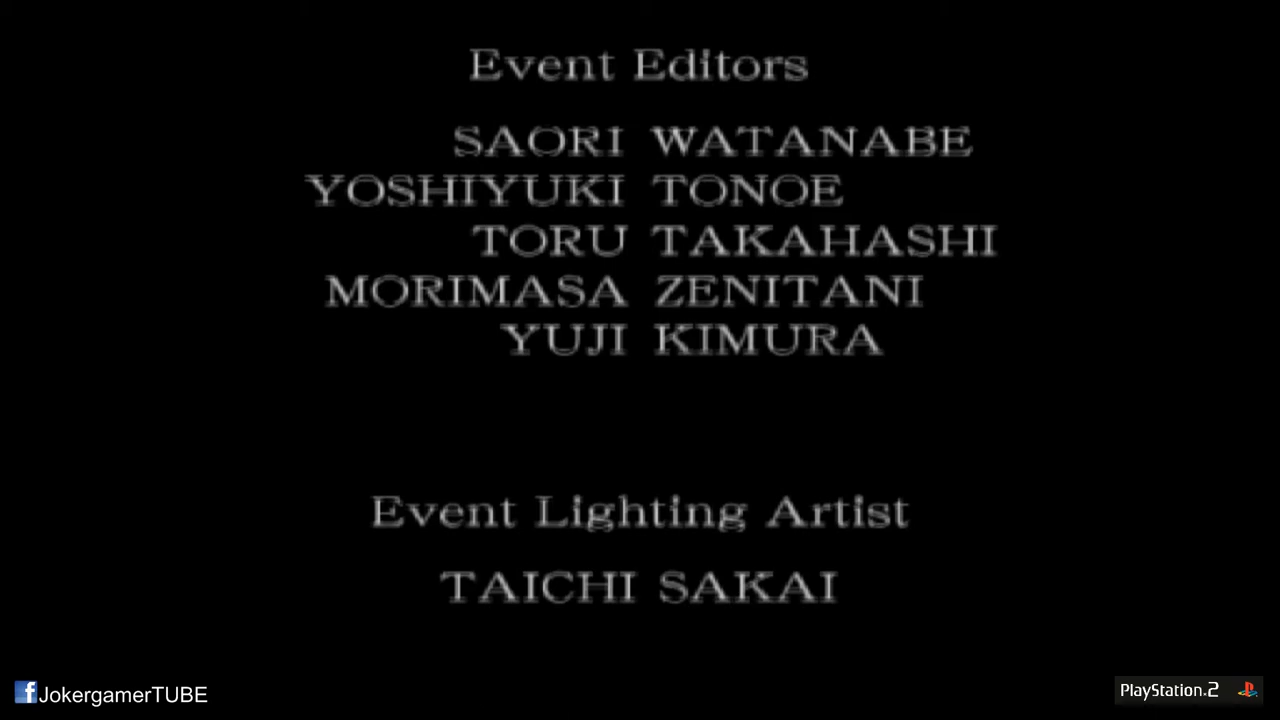 Event Editors
SAORI WATANABE
YOSHIYUKI TONOE
TORU TAKAHASHI
MORIMASA ZENITANI
YUJI KIMURA
Event Lighting Artist
TAICHI SAKAI
JokergamerTUBE
PlayStation.2